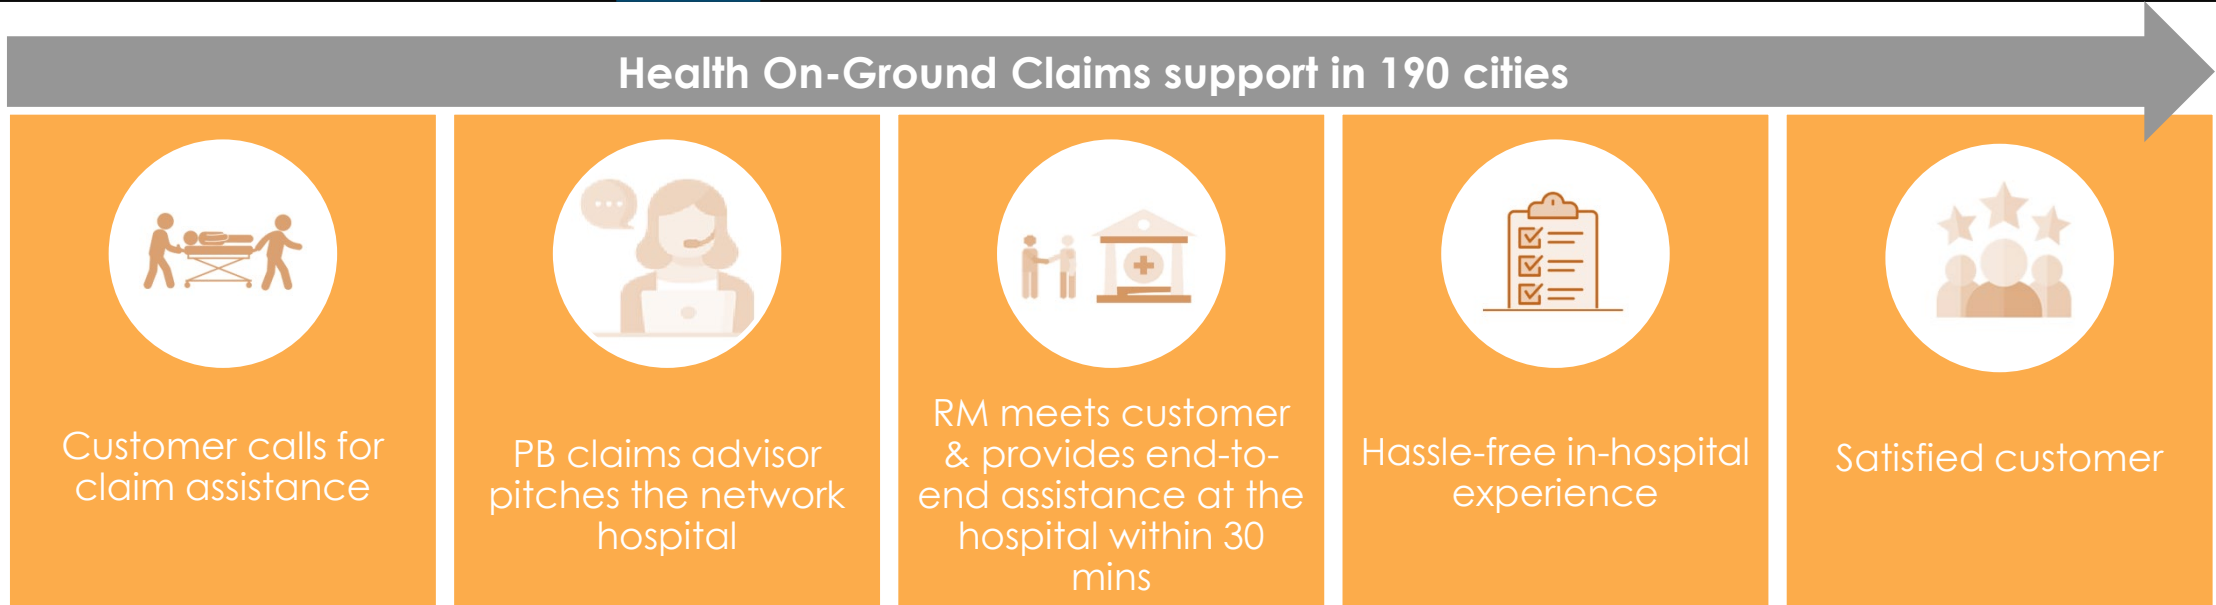 Health On-Ground Claims support in 190 cities
Customer calls for
claim assistance
PB claims advisor
pitches the network
hospital
RM meets customer
& provides end-to-
end assistance at the
hospital within 30
mins
Hassle-free in-hospital
experience
Satisfied customer